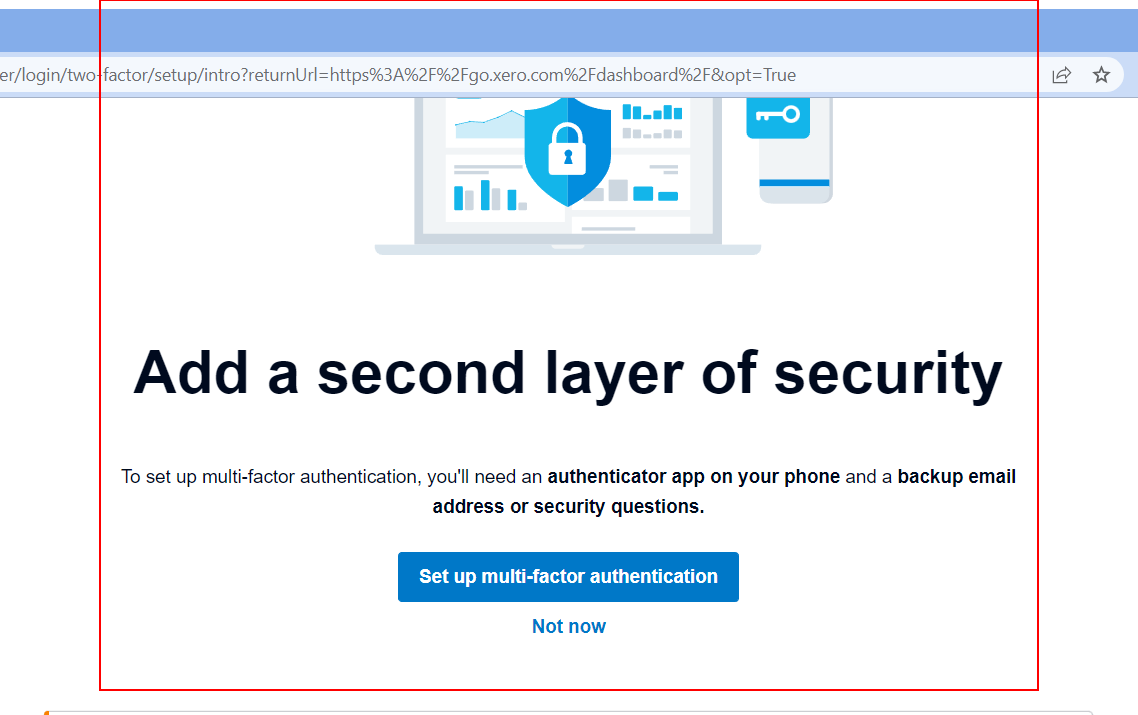 er/login/two-factor/setup/intro?returnUrl=https%3A%2F%2Fgo.xero.com%2Fdashboard%2F&opt=True
Add a second layer of security
To set up multi-factor authentication, you'll need an authenticator app on your phone and a backup email
address or security questions.
Set up multi-factor authentication
Not now